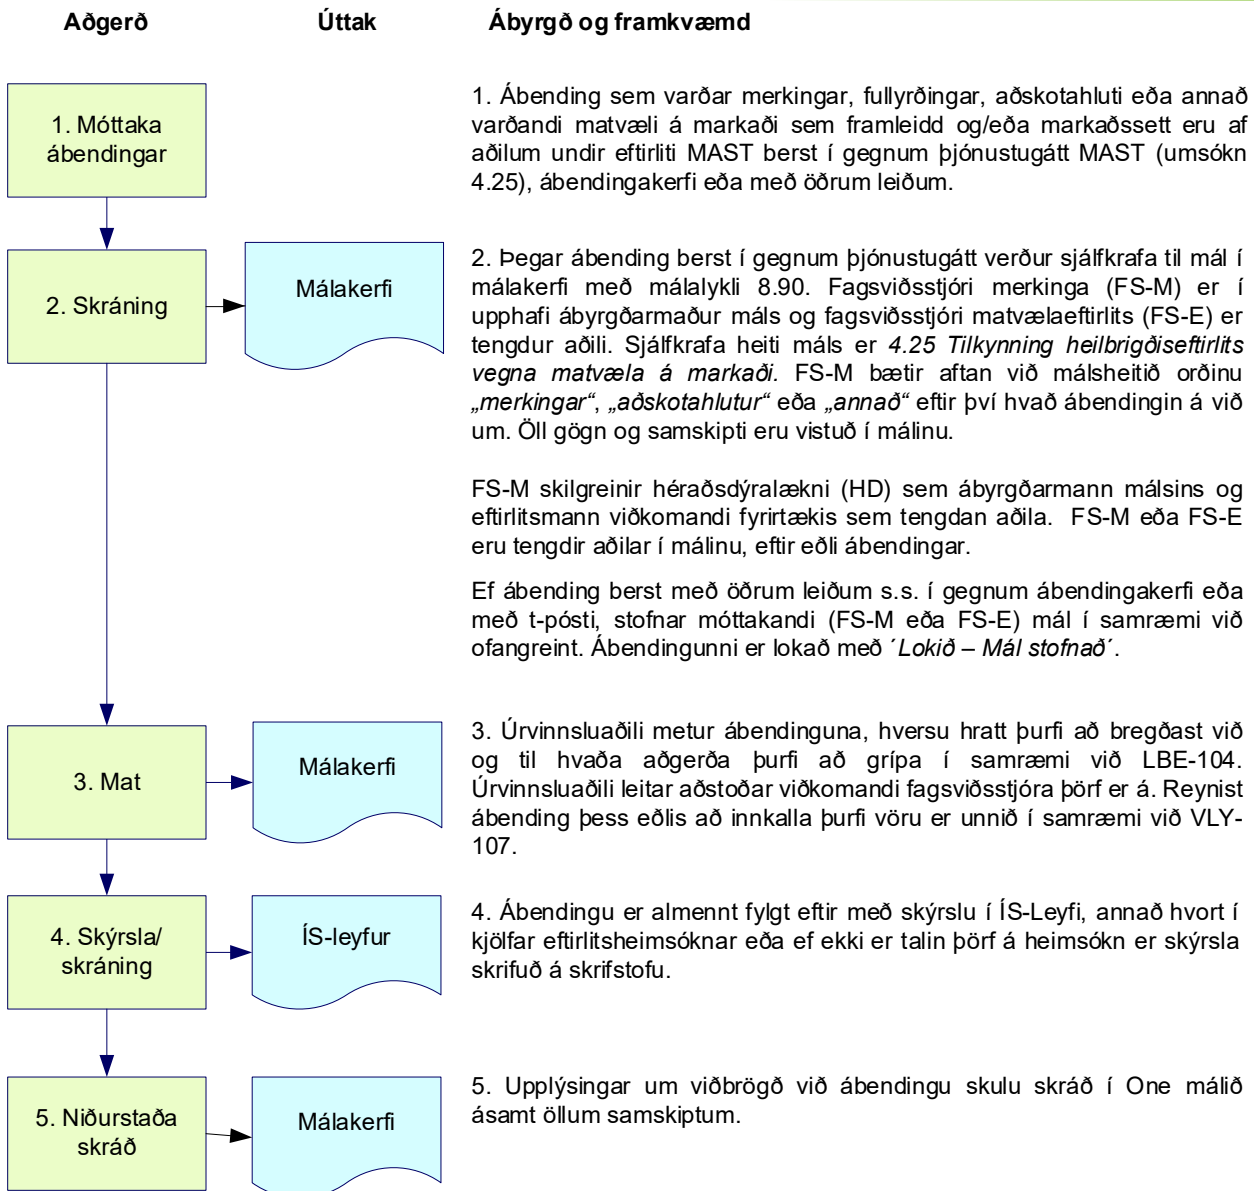 Aðgerð Úttak Ábyrgð og framkvæmd
1. Móttaka
ábendingar
1. Ábending sem varðar merkingar, fullyrðingar, aðskotahluti eða annað
varðandi matvæli á markaði sem framleidd og/eða markaðssett eru af
aðilum undir eftirliti MAST berst í gegnum þjónustugátt MAST (umsókn
4.25), ábendingakerfi eða með öðrum leiðum.
2. Skráning
Málakerfi
2. Þegar ábending berst í gegnum þjónustugátt verður sjálfkrafa til mál í
málakerfi með málalykli 8.90. Fagsviðsstjóri merkinga (FS-M) er í
upphafi ábyrgðarmaður máls og fagsviðsstjóri matvælaeftirlits (FS-E) er
tengdur aðili. Sjálfkrafa heiti máls er 4.25 Tilkynning heilbrigðiseftirlits
vegna matvæla á markaði. FS-M bætir aftan við málsheitið orðinu
„merkingar“, „aðskotahlutur“ eða „annað“ eftir því hvað ábendingin á við
um. Öll gögn og samskipti eru vistuð í málinu.
FS-M skilgreinir héraðsdýralækni (HD) sem ábyrgðarmann málsins og
eftirlitsmann viðkomandi fyrirtækis sem tengdan aðila. FS-M eða FS-E
eru tengdir aðilar í málinu, eftir eðli ábendingar.
Ef ábending berst með öðrum leiðum s.s. í gegnum ábendingakerfi eða
með t-pósti, stofnar móttakandi (FS-M eða FS-E) mál í samræmi við
ofangreint. Ábendingunni er lokað með ´Lokið – Mál stofnað´.
3. Mat
Málakerfi
3. Úrvinnsluaðili metur ábendinguna, hversu hratt þurfi að bregðast við
og til hvaða aðgerða þurfi að grípa í samræmi við LBE-104.
Úrvinnsluaðili leitar aðstoðar viðkomandi fagsviðsstjóra þörf er á. Reynist
ábending þess eðlis að innkalla þurfi vöru er unnið í samræmi við VLY-
107.
4. Skýrsla/
skráning
ÍS-leyfur
4. Ábendingu er almennt fylgt eftir með skýrslu í ÍS-Leyfi, annað hvort í
kjölfar eftirlitsheimsóknar eða ef ekki er talin þörf á heimsókn er skýrsla
skrifuð á skrifstofu.
5. Niðurstaða
skráð
Málakerfi
5. Upplýsingar um viðbrögð við ábendingu skulu skráð í One málið
ásamt öllum samskiptum.